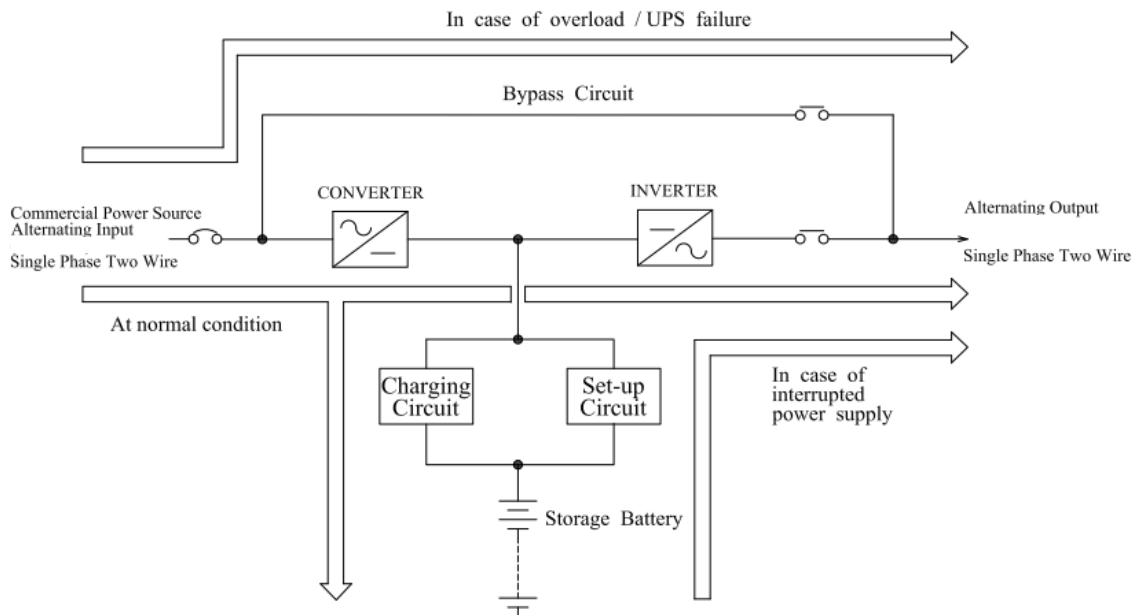 In case of overload / UPS failure
Bypass Circuit
CONVERTER
INVERTER
Commercial Power Source
Alternating Input
Single Phase Two Wire
Alternating Output
Single Phase Two Wire
At normal condition
Charging
Circuit
Set-up
Circuit
In case of
interrupted
power supply
Storage Battery